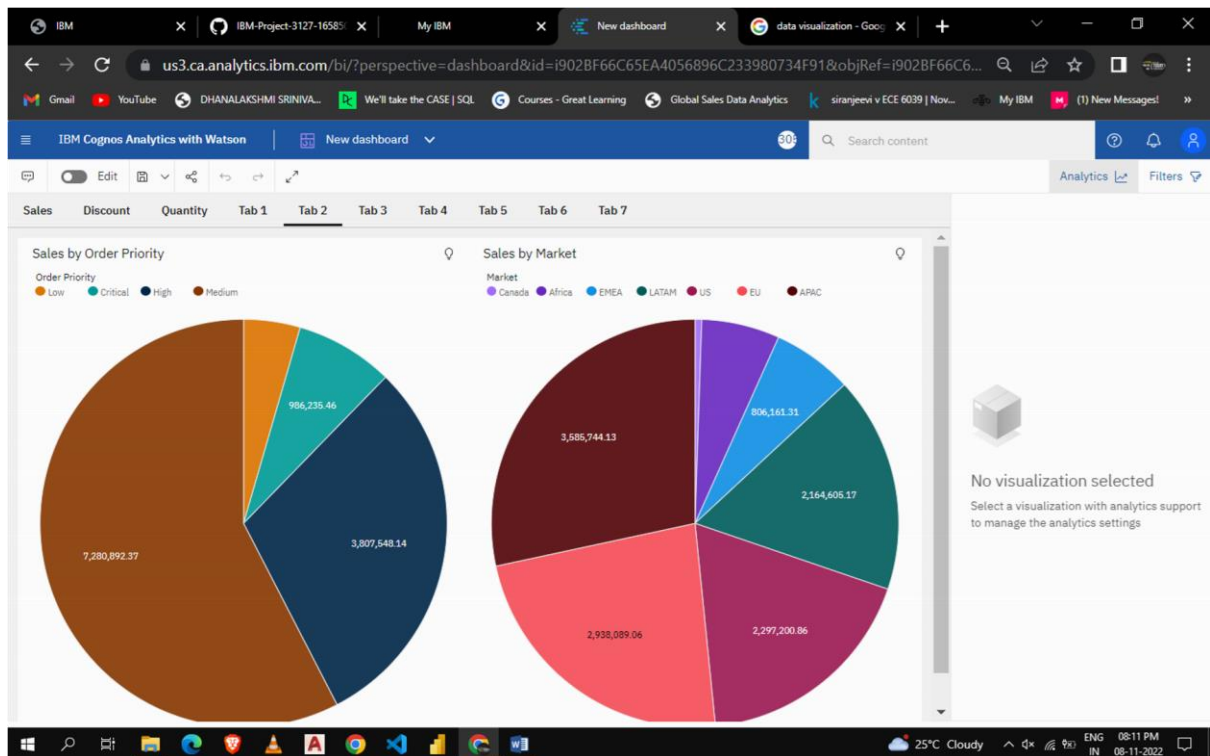 IBM
IBM-Project-3127-16585
My IBM
New dashboard
data visualization - Goog
us3.ca.analytics.ibm.com/bi/?perspective=dashboard&id=i902BF66C65EA4056896C233980734F91&objRef=i902BF66C6...
Gmail YouTube DHANALAKSHMI SRINIVA... We'll take the CASE | SQL Courses - Great Learning Global Sales Data Analytics siranjeevi v ECE 6039 | Nov... My IBM (1) New Messages! »
IBM Cognos Analytics with Watson New dashboard Search content
Edit Analytics Filters
Sales Discount Quantity Tab 1 Tab 2 Tab 3 Tab 4 Tab 5 Tab 6 Tab 7
Sales by Order Priority
Order Priority
Low Critical High Medium
986,235.46
3,807,548.14
7,280,892.37
Sales by Market
Market
Canada Africa EMEA LATAM US EU APAC
806,161.31
3,585,744.13
2,164,605.17
2,938,089.06
2,297,200.86
No visualization selected
Select a visualization with analytics support
to manage the analytics settings
25°C Cloudy
ENG
IN
08:11 PM
08-11-2022